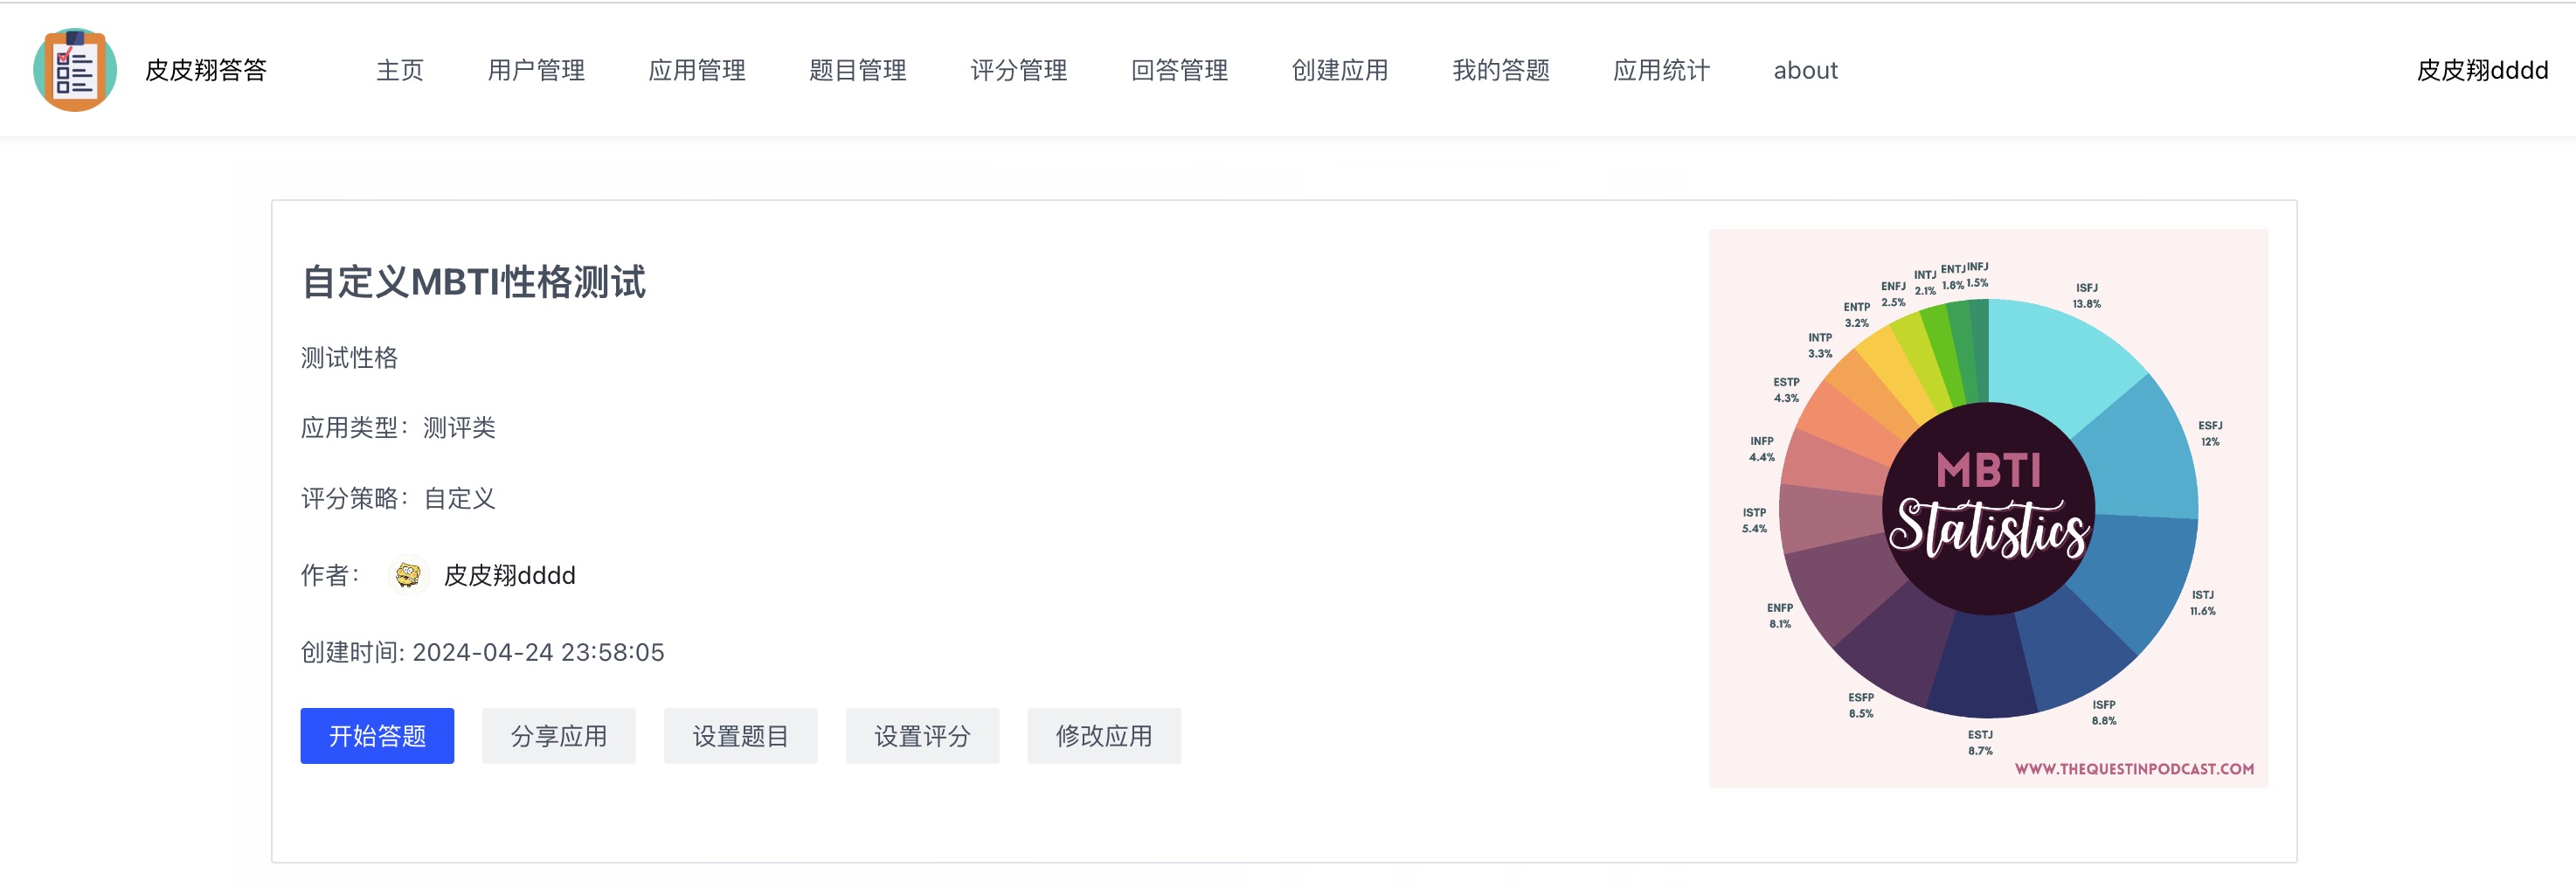 皮皮翔答答 主页 用户管理 应用管理 题目管理 评分管理 回答管理 创建应用 我的答题 应用统计 about 皮皮翔dddd
自定义MBTI性格测试
测试性格
应用类型：测评类
评分策略：自定义
作者： 皮皮翔dddd
创建时间: 2024-04-24 23:58:05
开始答题 分享应用 设置题目 设置评分 修改应用
ISFJ
13.8%
ESFJ
12%
ISTJ
11.6%
ISFP
8.8%
ESTJ
8.7%
ESFP
8.5%
ENFP
8.1%
ISTP
5.4%
INFP
4.4%
ESTP
4.3%
INTP
3.3%
ENTP
3.2%
ENFJ
2.5%
INTJ
2.1%
ENTJ
1.8%
INFJ
1.5%
MBTI
Statistics
WWW.THEQUESTINPODCAST.COM